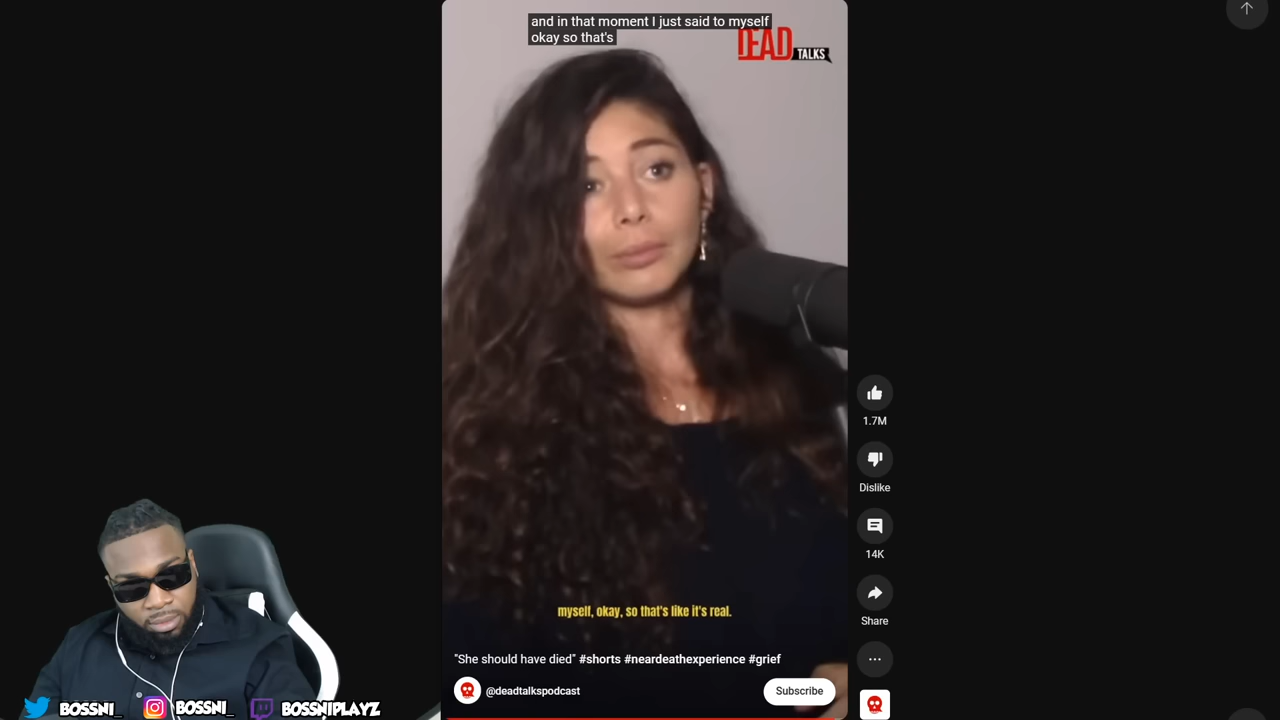 and in that moment I just said to myself
okay so that's
DEAD
TALKS
myself, okay, so that's like it's real.
"She should have died" #shorts #neardeathexperience #grief
@deadtalkspodcast
Subscribe
1.7M
Dislike
14K
Share
BOSSNI_
BOSSNI_
BOSSNIPLAYZ